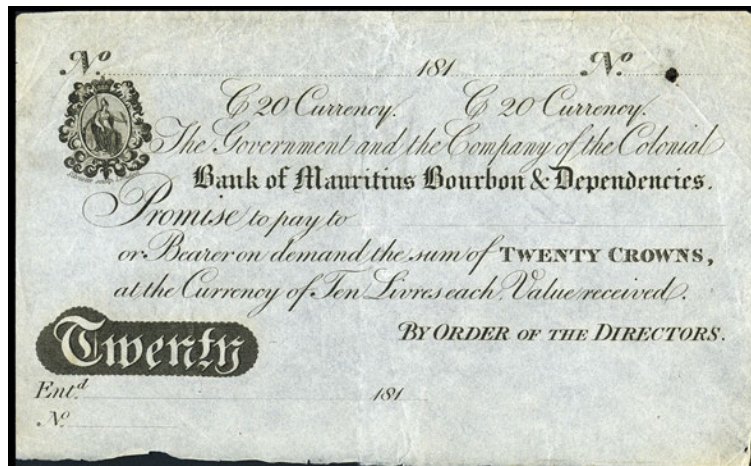 No. 181 No.
₢ 20 Currency. ₢ 20 Currency.
The Government and the Company of the Colonial
Bank of Mauritius Bourbon & Dependencies.
Promise to pay to
or Bearer on demand the sum of TWENTY CROWNS,
at the Currency of Ten Livres each Value received.
BY ORDER OF THE DIRECTORS.
Twenty
Ent.d 181
No.